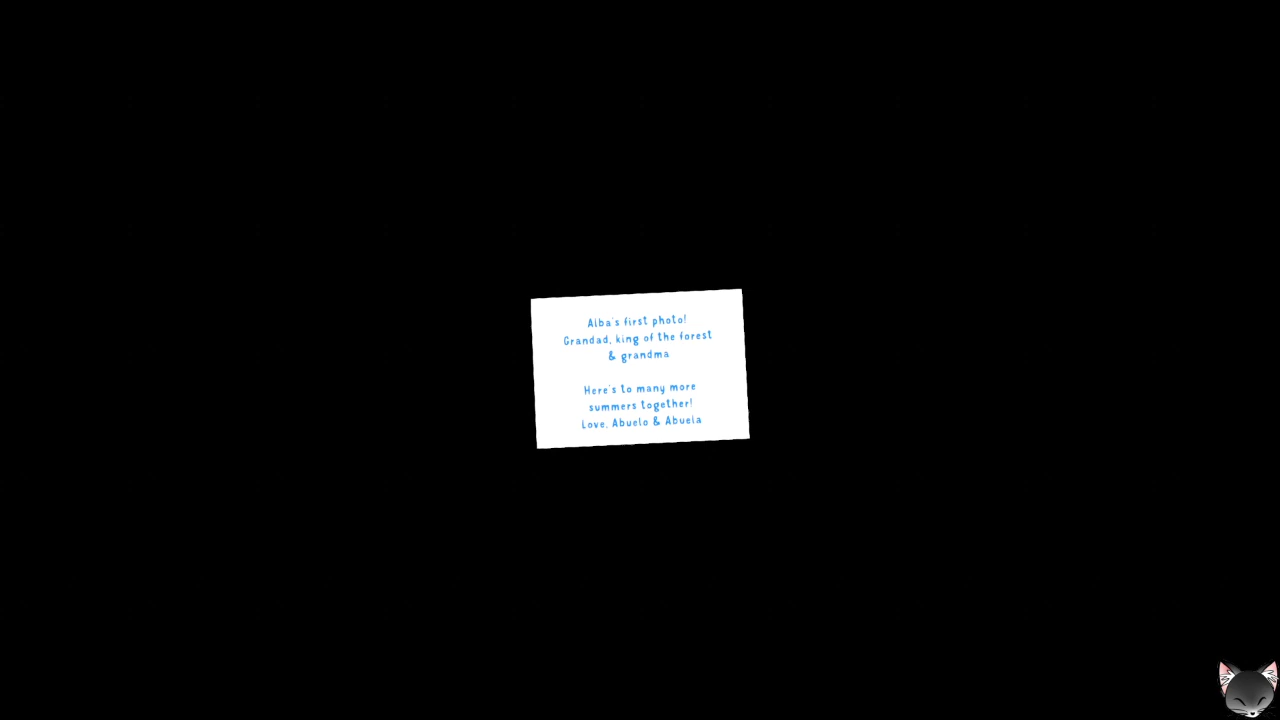 Alba's first photo!
Grandad, king of the forest
& grandma
Here's to many more
summers together!
Love, Abuelo & Abuela